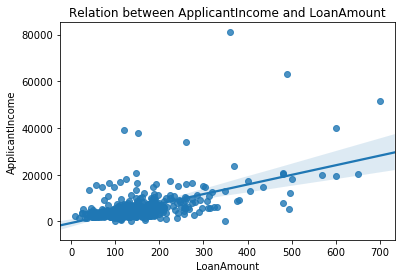 Relation between ApplicantIncome and LoanAmount
80000
60000
40000
20000
0
ApplicantIncome
0 100 200 300 400 500 600 700
LoanAmount